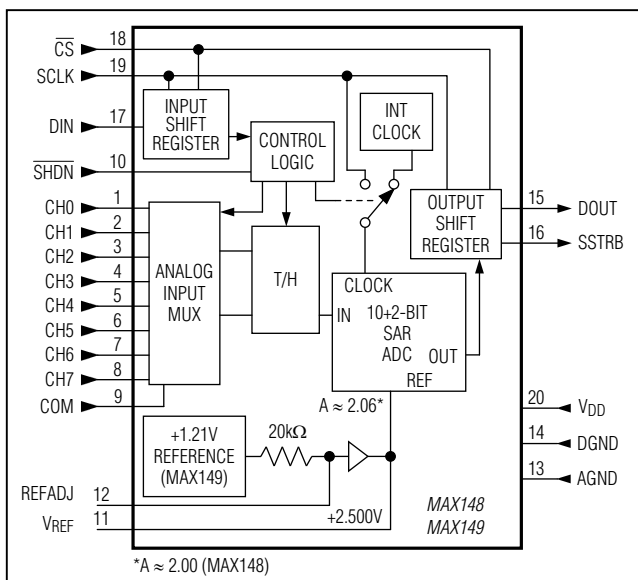 CS 18
SCLK 19
DIN 17
INPUT
SHIFT
REGISTER
INT
CLOCK
CONTROL
LOGIC
SHDN 10
CH0 1
CH1 2
CH2 3
CH3 4
CH4 5
CH5 6
CH6 7
CH7 8
COM 9
ANALOG
INPUT
MUX
T/H
OUTPUT
SHIFT
REGISTER
15 DOUT
16 SSTRB
CLOCK
IN
10+2-BIT
SAR
ADC
OUT
REF
A ≈ 2.06*
20 VDD
14 DGND
13 AGND
+1.21V
REFERENCE
(MAX149)
20kΩ
REFADJ 12
VREF 11
+2.500V
MAX148
MAX149
*A ≈ 2.00 (MAX148)